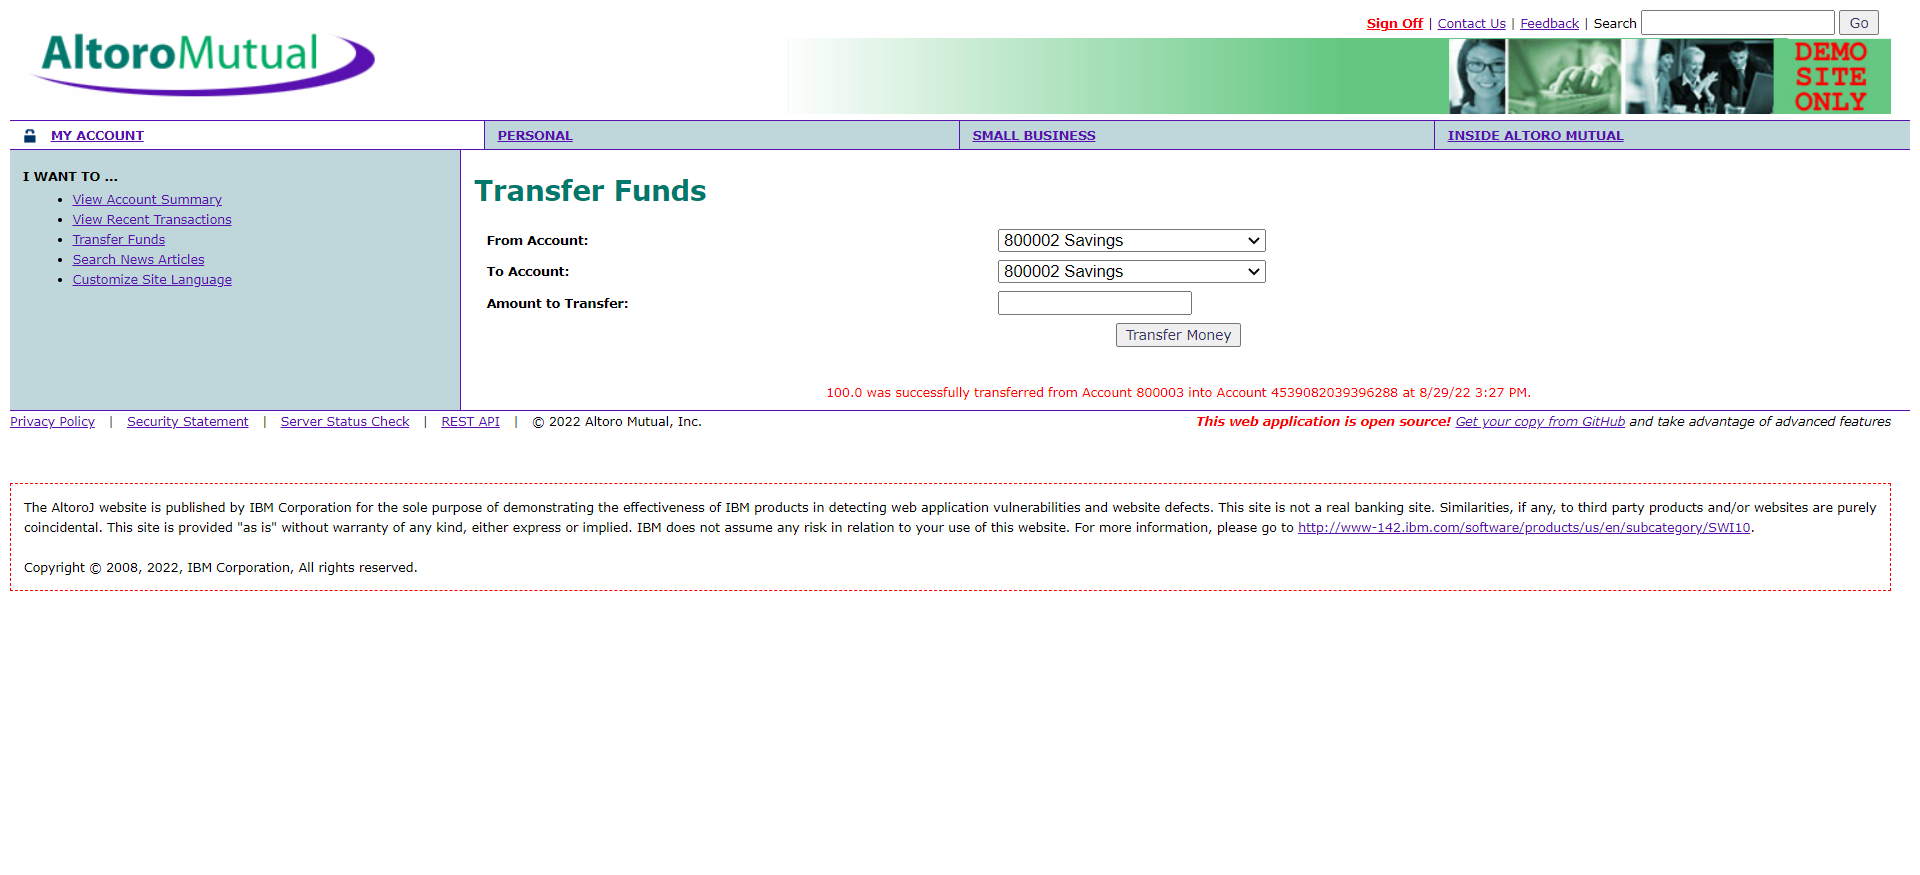 Sign Off | Contact Us | Feedback | Search Go
AltoroMutual
DEMO
SITE
ONLY
MY ACCOUNT
PERSONAL
SMALL BUSINESS
INSIDE ALTORO MUTUAL
I WANT TO ...
• View Account Summary
• View Recent Transactions
• Transfer Funds
• Search News Articles
• Customize Site Language
Transfer Funds
From Account: 800002 Savings
To Account: 800002 Savings
Amount to Transfer:
Transfer Money
100.0 was successfully transferred from Account 800003 into Account 4539082039396288 at 8/29/22 3:27 PM.
Privacy Policy | Security Statement | Server Status Check | REST API | © 2022 Altoro Mutual, Inc.
This web application is open source! Get your copy from GitHub and take advantage of advanced features
The AltoroJ website is published by IBM Corporation for the sole purpose of demonstrating the effectiveness of IBM products in detecting web application vulnerabilities and website defects. This site is not a real banking site. Similarities, if any, to third party products and/or websites are purely
coincidental. This site is provided "as is" without warranty of any kind, either express or implied. IBM does not assume any risk in relation to your use of this website. For more information, please go to http://www-142.ibm.com/software/products/us/en/subcategory/SWI10.
Copyright © 2008, 2022, IBM Corporation, All rights reserved.